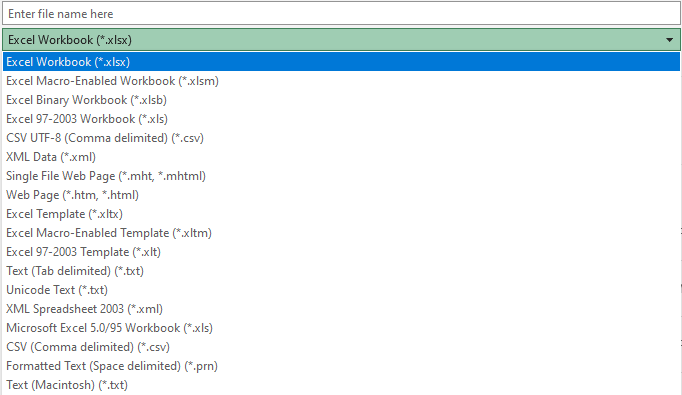 Enter file name here
Excel Workbook (*.xlsx)
Excel Workbook (*.xlsx)
Excel Macro-Enabled Workbook (*.xlsm)
Excel Binary Workbook (*.xlsb)
Excel 97-2003 Workbook (*.xls)
CSV UTF-8 (Comma delimited) (*.csv)
XML Data (*.xml)
Single File Web Page (*.mht, *.mhtml)
Web Page (*.htm, *.html)
Excel Template (*.xltx)
Excel Macro-Enabled Template (*.xltm)
Excel 97-2003 Template (*.xlt)
Text (Tab delimited) (*.txt)
Unicode Text (*.txt)
XML Spreadsheet 2003 (*.xml)
Microsoft Excel 5.0/95 Workbook (*.xls)
CSV (Comma delimited) (*.csv)
Formatted Text (Space delimited) (*.prn)
Text (Macintosh) (*.txt)